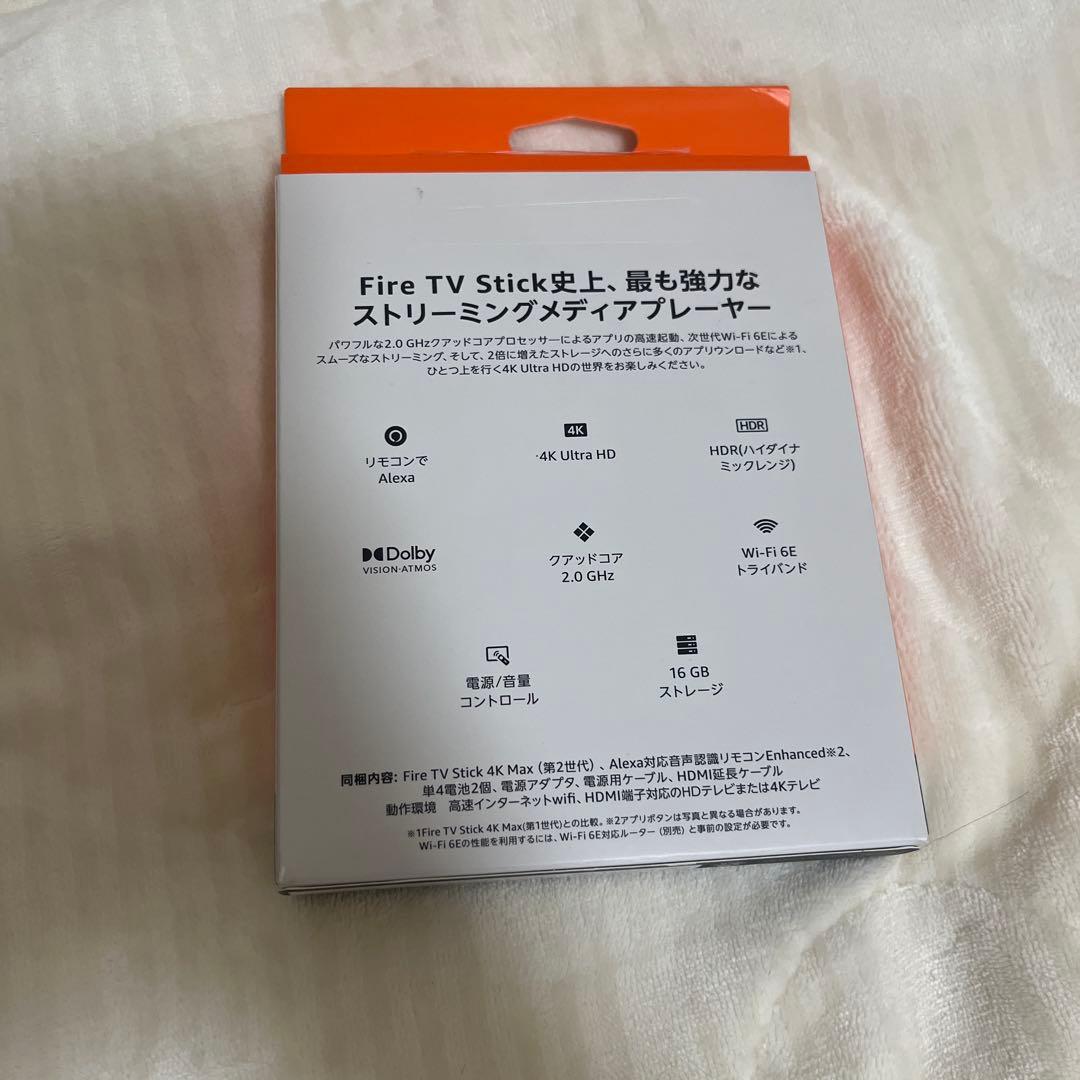 Fire TV Stick史上、最も強力な
ストリーミングメディアプレーヤー
パワフルな2.0 GHzクアッドコアプロセッサーによるアプリの高速起動、次世代Wi-Fi 6Eによる
スムーズなストリーミング、そして、2倍に増えたストレージへのさらに多くのアプリウンロードなど※1、
ひとつ上を行く4K Ultra HDの世界をお楽しみください。
リモコンで
Alexa
4K
4K Ultra HD
HDR
HDR(ハイダイナ
ミックレンジ)
Dolby
VISION·ATMOS
クアッドコア
2.0 GHz
Wi-Fi 6E
トライバンド
電源/音量
コントロール
16 GB
ストレージ
同梱内容: Fire TV Stick 4K Max（第2世代）、Alexa対応音声認識リモコンEnhanced※2、
単4電池2個、電源アダプタ、電源用ケーブル、HDMI延長ケーブル
動作環境　高速インターネットwifi、HDMI端子対応のHDテレビまたは4Kテレビ
※1Fire TV Stick 4K Max(第1世代)との比較。※2アプリボタンは写真と異なる場合があります。
Wi-Fi 6Eの性能を利用するには、Wi-Fi 6E対応ルーター（別売）と事前の設定が必要です。